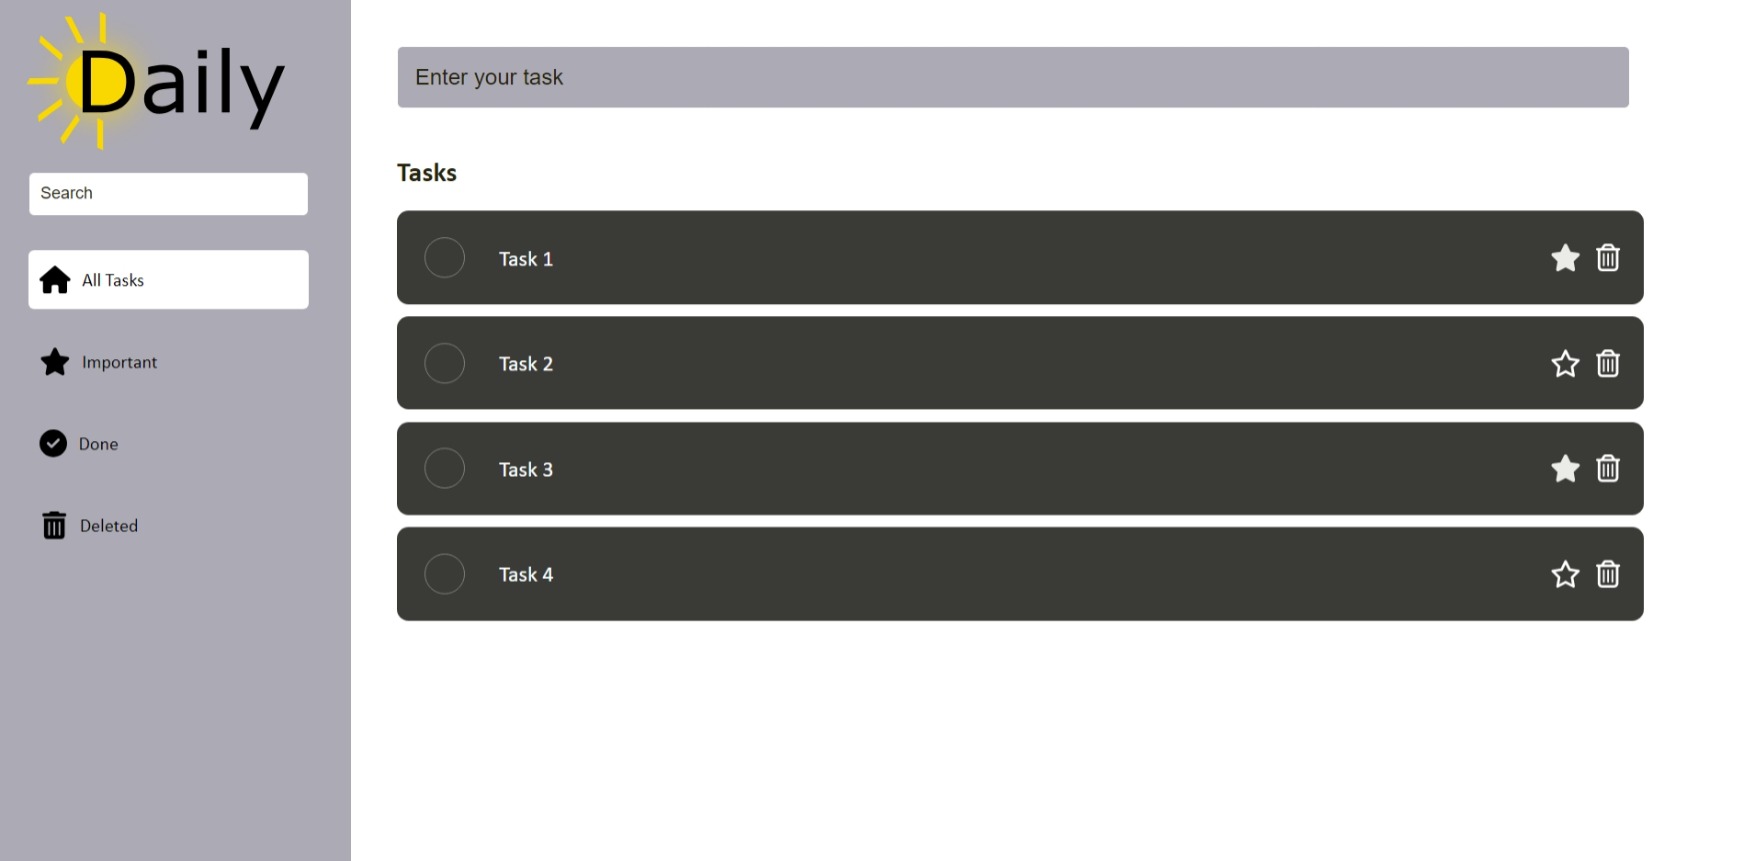 Daily
Search
All Tasks
Important
Done
Deleted
Enter your task
Tasks
Task 1
Task 2
Task 3
Task 4